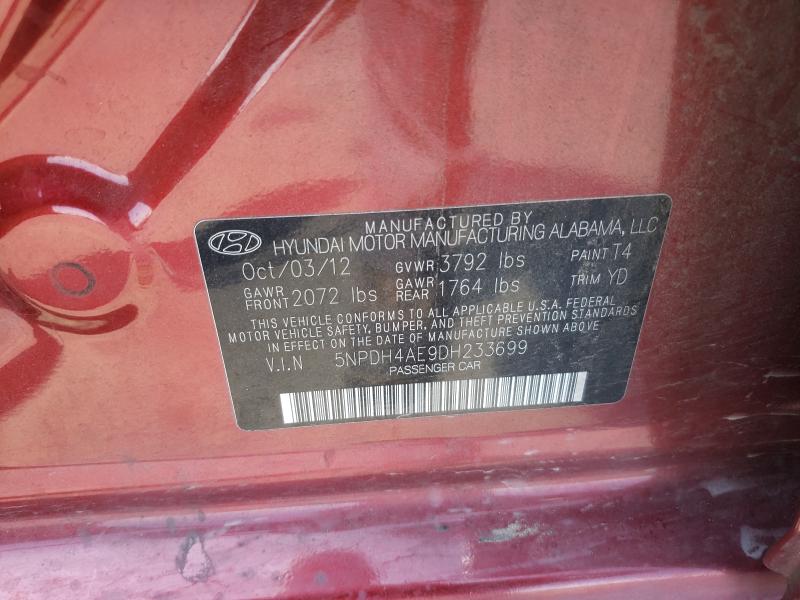 MANUFACTURED BY
HYUNDAI MOTOR MANUFACTURING ALABAMA, LLC
Oct/03/12 GVWR 3792 lbs PAINT T4
GAWR FRONT 2072 lbs GAWR REAR 1764 lbs TRIM YD
THIS VEHICLE CONFORMS TO ALL APPLICABLE U.S.A. FEDERAL
MOTOR VEHICLE SAFETY, BUMPER, AND THEFT PREVENTION STANDARDS
IN EFFECT ON THE DATE OF MANUFACTURE SHOWN ABOVE
V.I.N 5NPDH4AE9DH233699
PASSENGER CAR